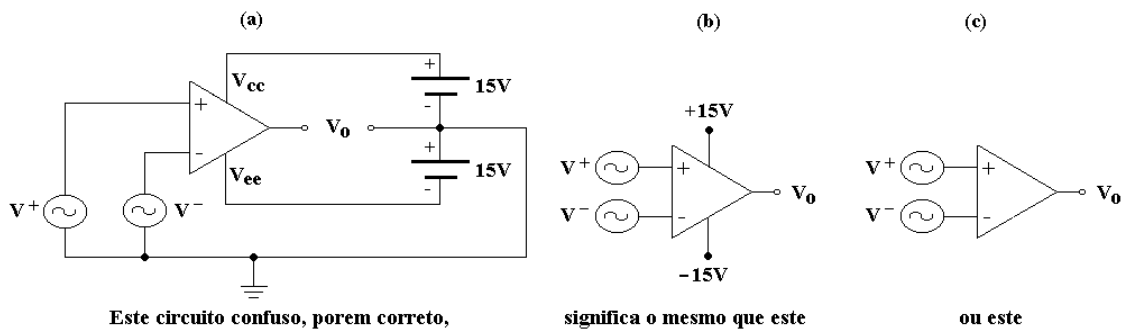 (a)
(b)
(c)
Vcc
+
15V
-
+
-
Vo
+
15V
-
Vee
V+
V-
+15V
V+
V-
+
-
Vo
-15V
V+
V-
+
-
Vo
Este circuito confuso, porem correto,
significa o mesmo que este
ou este